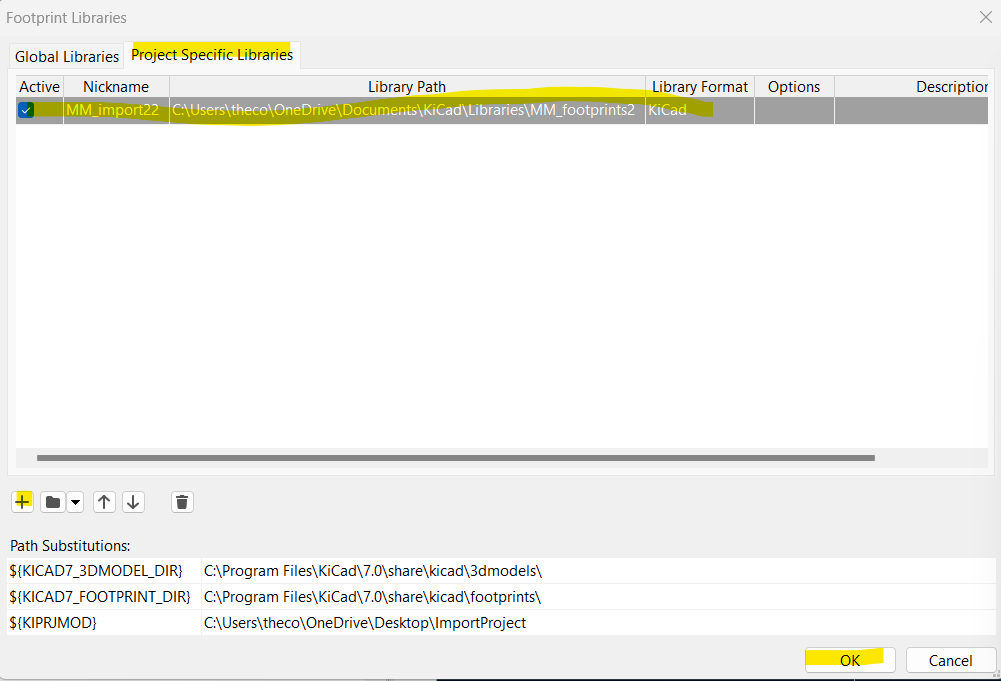 Footprint Libraries
Global Libraries Project Specific Libraries
Active Nickname Library Path Library Format Options Description
MM_import22 C:\Users\theco\OneDrive\Documents\KiCad\Libraries\MM_footprints2 KiCad
Path Substitutions:
${KICAD7_3DMODEL_DIR} C:\Program Files\KiCad\7.0\share\kicad\3dmodels\
${KICAD7_FOOTPRINT_DIR} C:\Program Files\KiCad\7.0\share\kicad\footprints\
${KIPRJMOD} C:\Users\theco\OneDrive\Desktop\ImportProject
OK Cancel